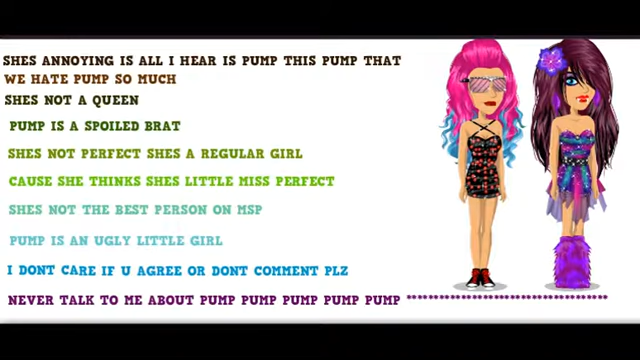 SHES ANNOYING IS ALL I HEAR IS PUMP THIS PUMP THAT
WE HATE PUMP SO MUCH
SHES NOT A QUEEN
PUMP IS A SPOILED BRAT
SHES NOT PERFECT SHES A REGULAR GIRL
CAUSE SHE THINKS SHES LITTLE MISS PERFECT
SHES NOT THE BEST PERSON ON MSP
PUMP IS AN UGLY LITTLE GIRL
I DONT CARE IF U AGREE OR DONT COMMENT PLZ
NEVER TALK TO ME ABOUT PUMP PUMP PUMP PUMP PUMP **********************************